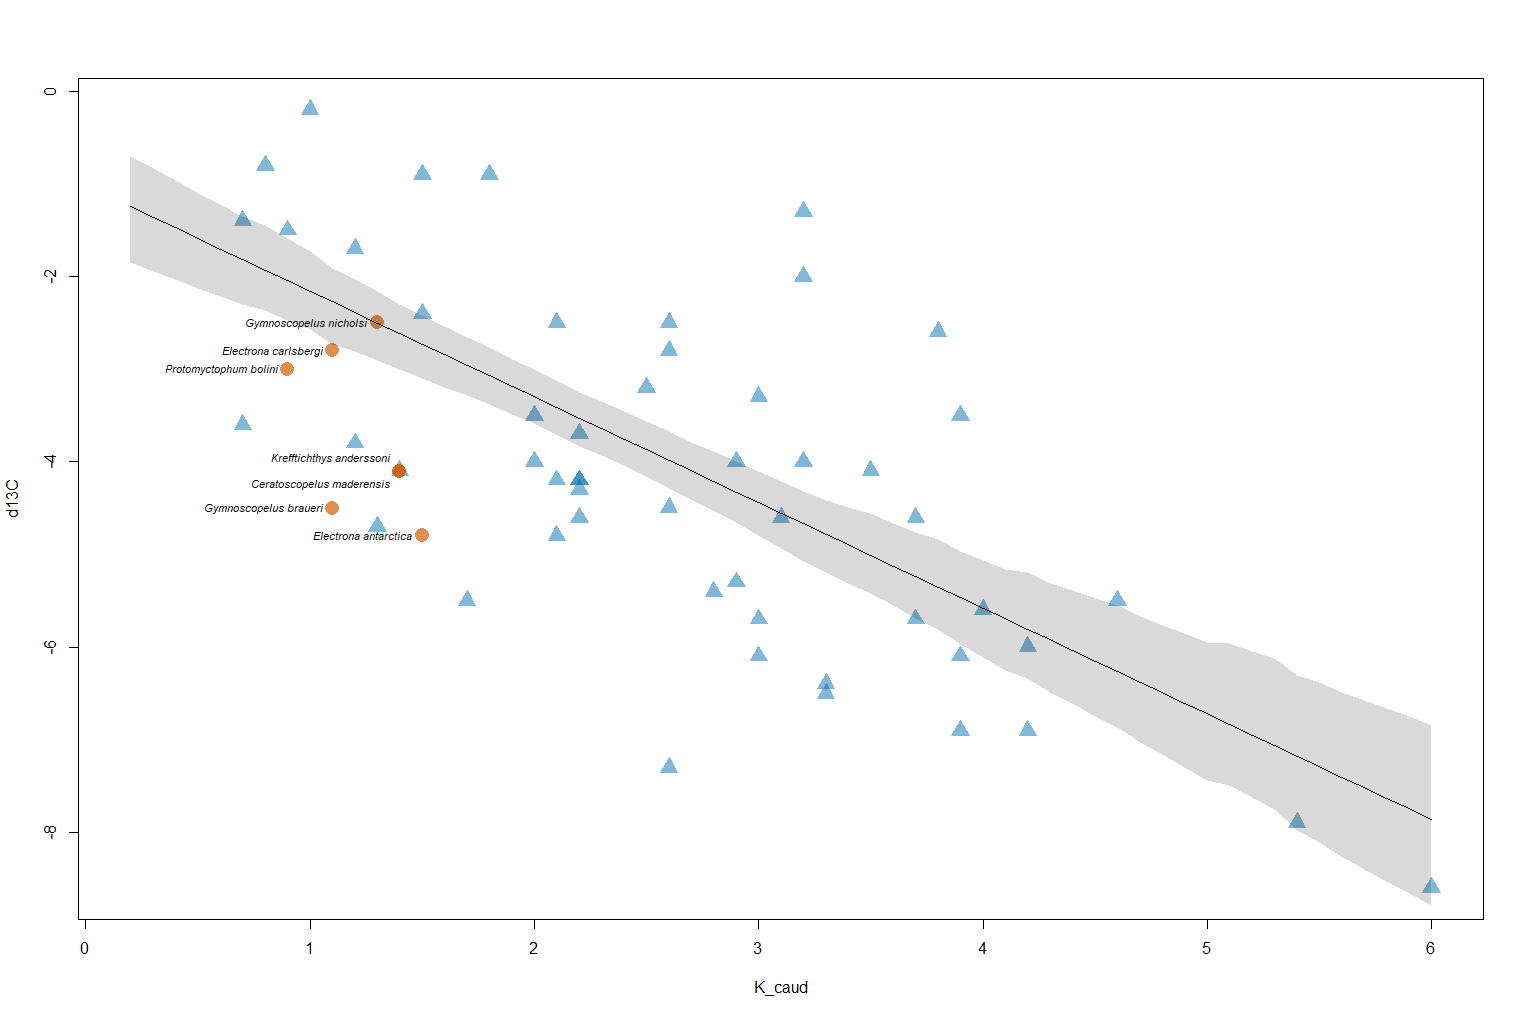 0
-2
-4
-6
-8
d13C
Gymnoscopelus nicholsi
Electrona carlsbergi
Protomyctophum bolini
Krefftichthys anderssoni
Ceratoscopelus maderensis
Gymnoscopelus braueri
Electrona antarctica
0 1 2 3 4 5 6
K_caud